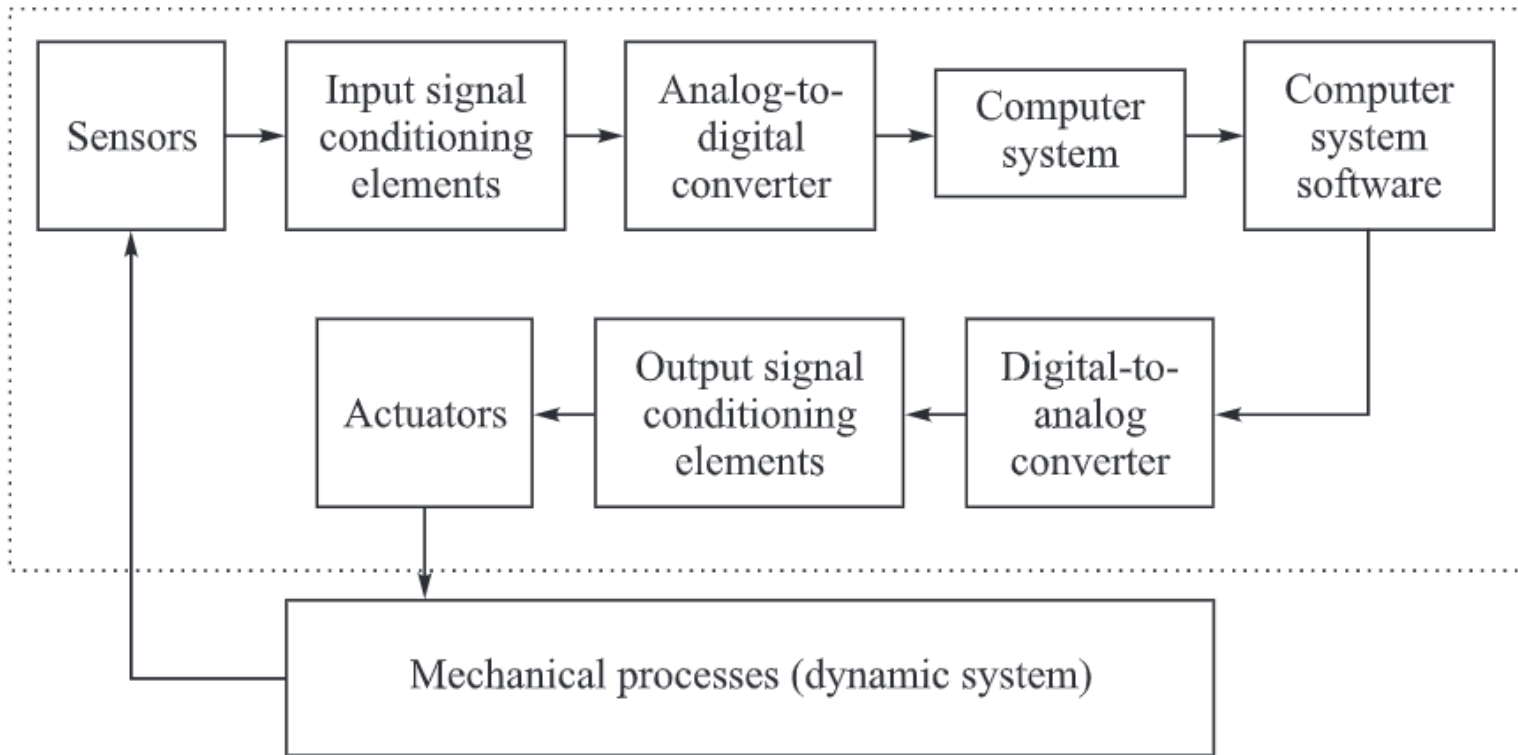 Sensors
Input signal
conditioning
elements
Analog-to-
digital
converter
Computer
system
Computer
system
software
Actuators
Output signal
conditioning
elements
Digital-to-
analog
converter
Mechanical processes (dynamic system)